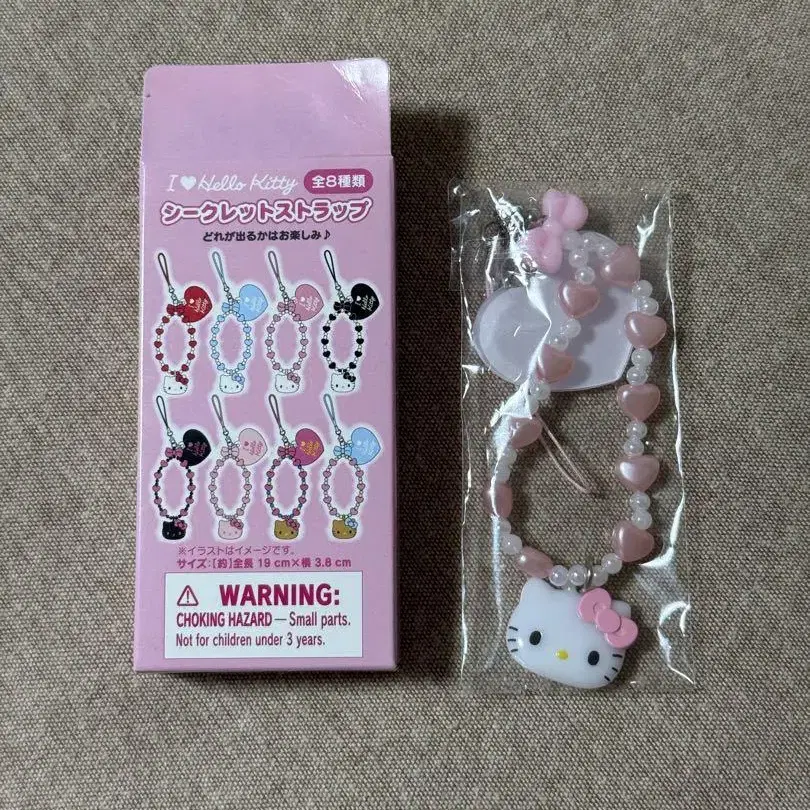 I♥Hello Kitty 全8種類
シークレットストラップ
どれが出るかはお楽しみ♪
※イラストはイメージです。
サイズ:[約]全長 19 cm×横 3.8 cm
⚠ WARNING:
CHOKING HAZARD — Small parts.
Not for children under 3 years.